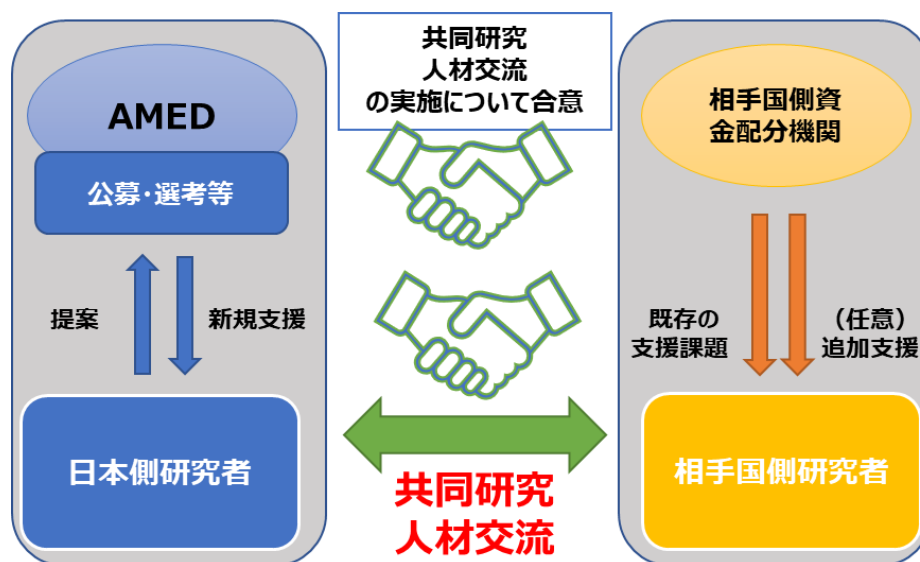 共同研究
人材交流
の実施について合意
AMED
公募・選考等
相手国側資
金配分機関
提案
新規支援
既存の
支援課題
（任意）
追加支援
日本側研究者
相手国側研究者
共同研究
人材交流